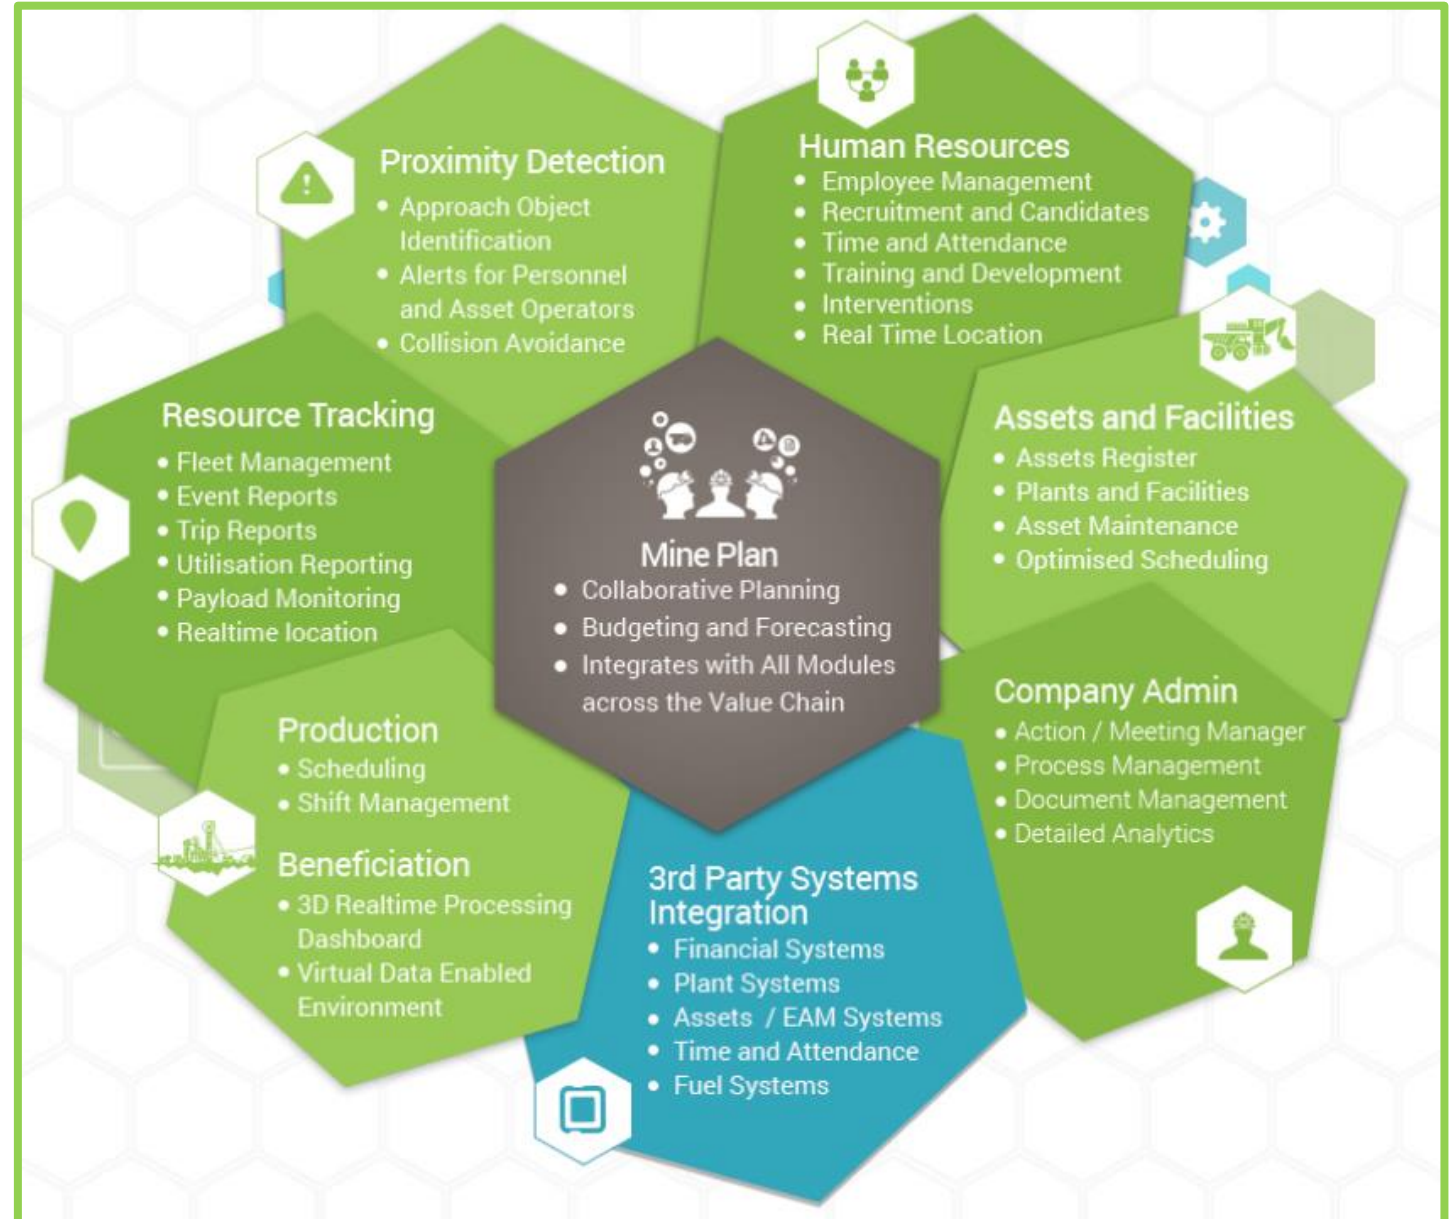 Proximity Detection
• Approach Object
Identification
• Alerts for Personnel
and Asset Operators
• Collision Avoidance
Human Resources
• Employee Management
• Recruitment and Candidates
• Time and Attendance
• Training and Development
• Interventions
• Real Time Location
Resource Tracking
• Fleet Management
• Event Reports
• Trip Reports
• Utilisation Reporting
• Payload Monitoring
• Realtime location
Mine Plan
• Collaborative Planning
• Budgeting and Forecasting
• Integrates with All Modules
across the Value Chain
Assets and Facilities
• Assets Register
• Plants and Facilities
• Asset Maintenance
• Optimised Scheduling
Production
• Scheduling
• Shift Management
Beneficiation
• 3D Realtime Processing
Dashboard
• Virtual Data Enabled
Environment
3rd Party Systems
Integration
• Financial Systems
• Plant Systems
• Assets / EAM Systems
• Time and Attendance
• Fuel Systems
Company Admin
• Action / Meeting Manager
• Process Management
• Document Management
• Detailed Analytics